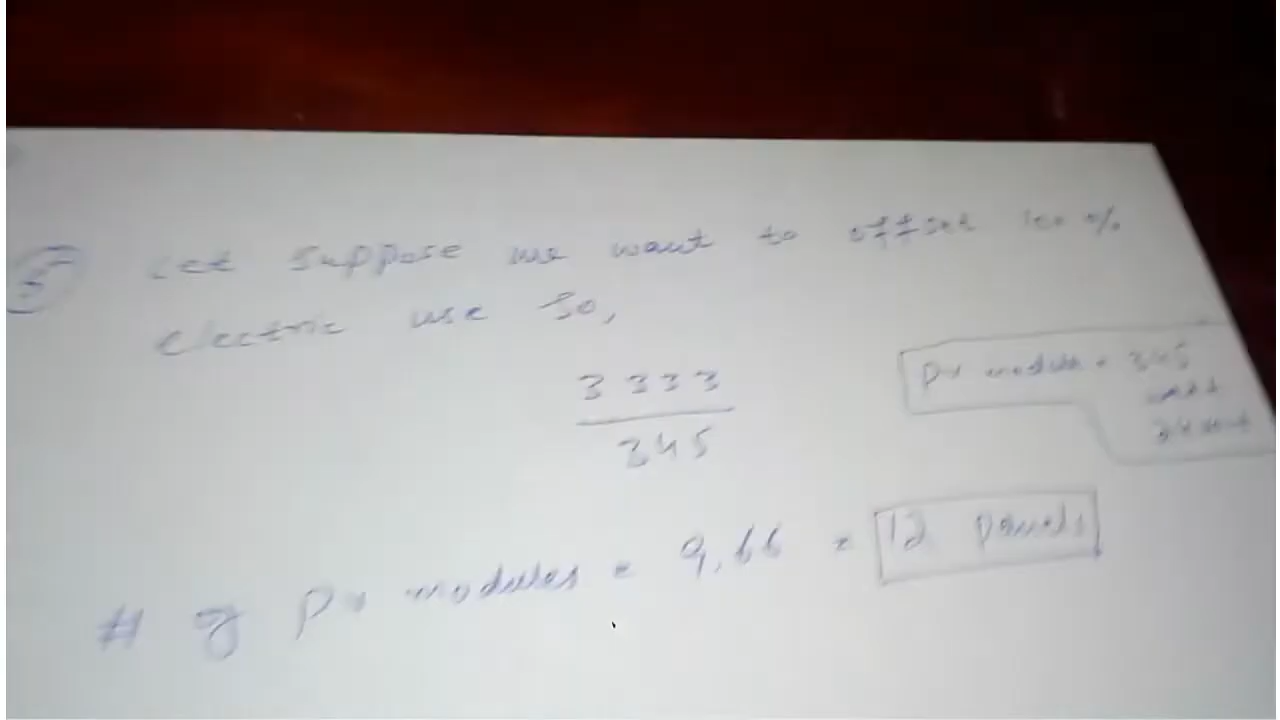 5
Let suppose we want to offset 100%
electric use so,
3333
345
PV module = 345
watt
# of PV modules = 9.66 = 12 panels